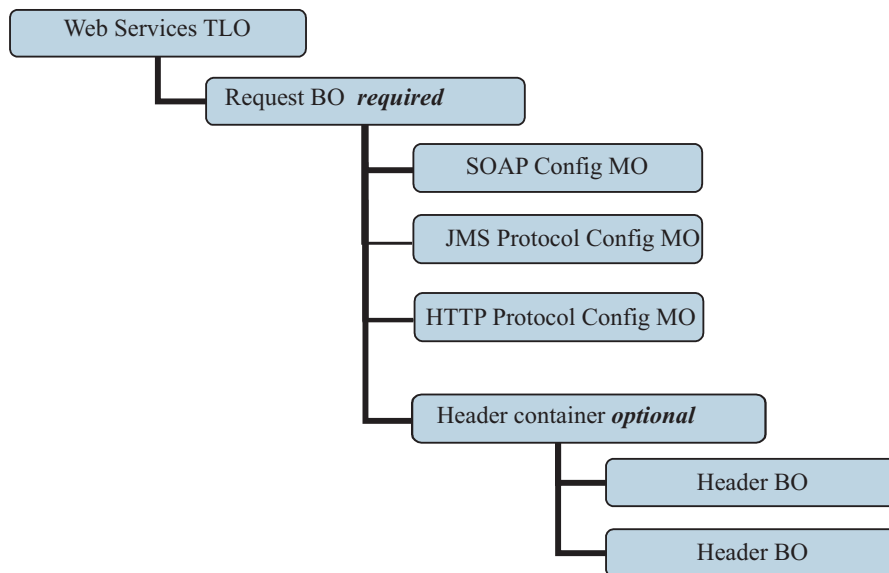 Web Services TLO
Request BO required
SOAP Config MO
JMS Protocol Config MO
HTTP Protocol Config MO
Header container optional
Header BO
Header BO